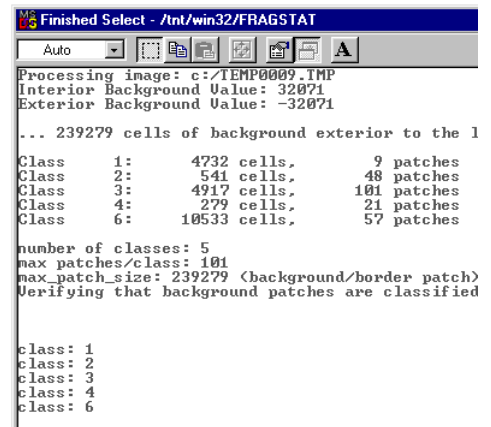 Finished Select - /tnt/win32/FRAGSTAT
Auto
A
Processing image: c:/TEMP0009.TMP
Interior Background Value: 32071
Exterior Background Value: -32071
... 239279 cells of background exterior to the l
Class 1: 4732 cells, 9 patches
Class 2: 541 cells, 48 patches
Class 3: 4917 cells, 101 patches
Class 4: 279 cells, 21 patches
Class 6: 10533 cells, 57 patches
number of classes: 5
max patches/class: 101
max_patch_size: 239279 (background/border patch)
Verifying that background patches are classified
class: 1
class: 2
class: 3
class: 4
class: 6